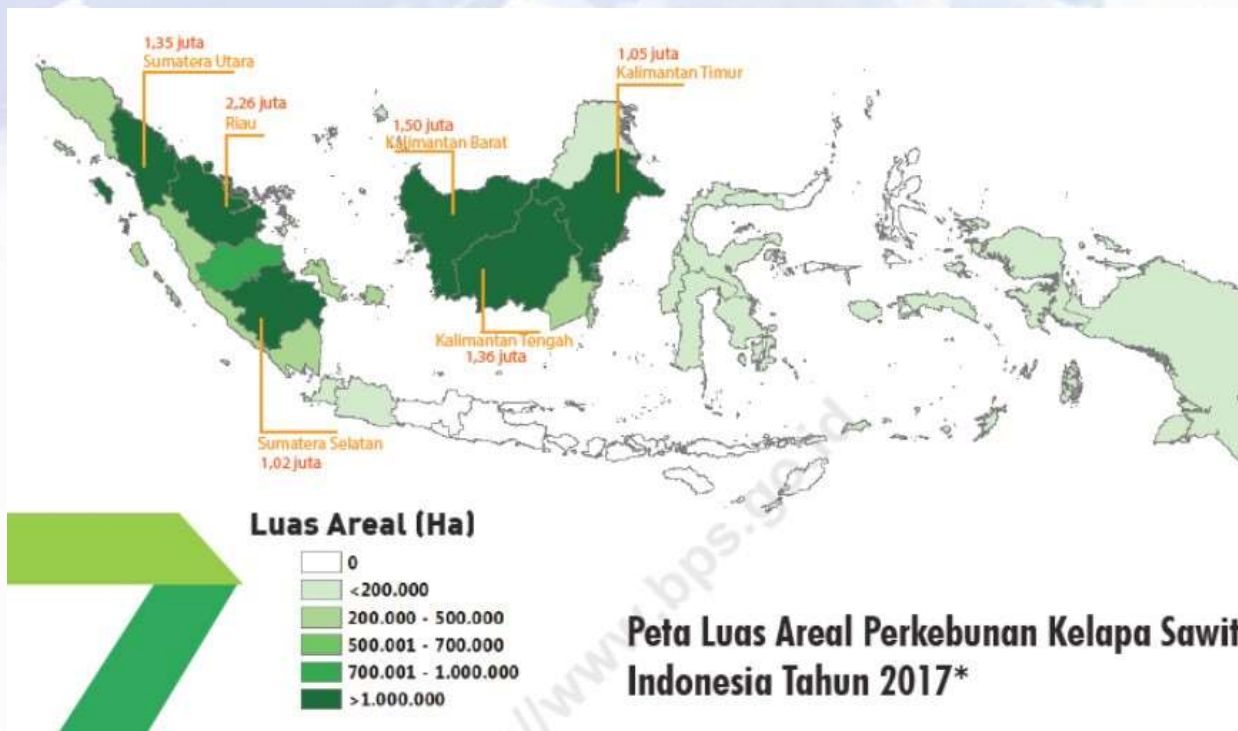 1,35 juta
Sumatera Utara
2,26 juta
Riau
1,50 juta
Kalimantan Barat
1,05 juta
Kalimantan Timur
Kalimantan Tengah
1,36 juta
Sumatera Selatan
1,02 juta
Luas Areal (Ha)
0
<200.000
200.000 - 500.000
500.001 - 700.000
700.001 - 1.000.000
>1.000.000
Peta Luas Areal Perkebunan Kelapa Sawit
Indonesia Tahun 2017*
//www.bps.go.id